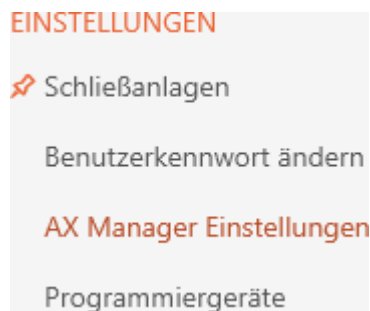 EINSTELLUNGEN
Schließanlagen
Benutzerkennwort ändern
AX Manager Einstellungen
Programmiergeräte